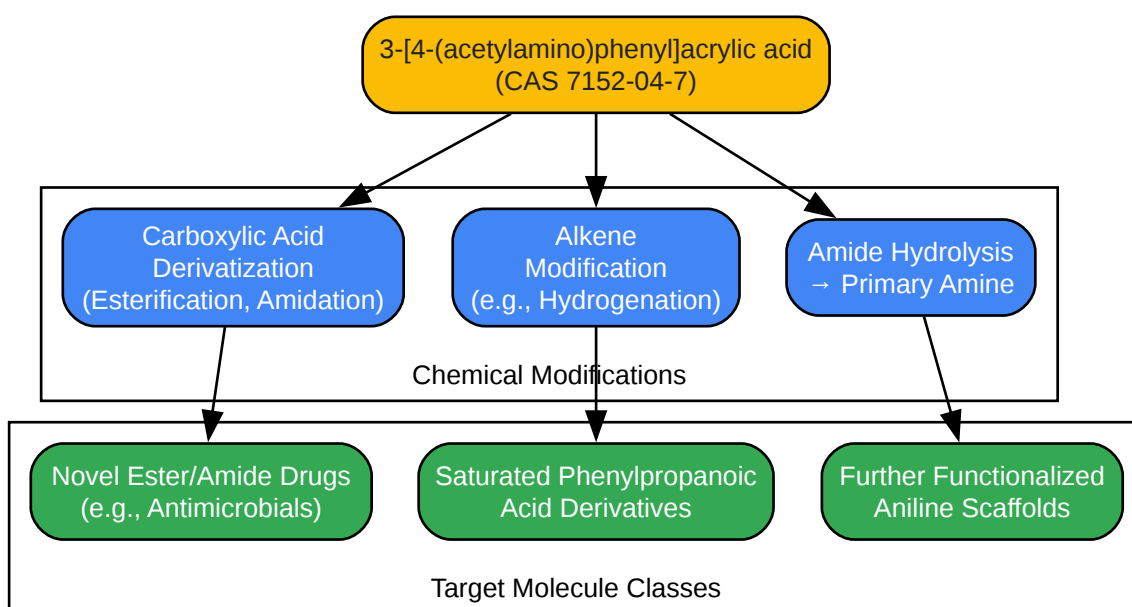 3-[4-(acetylamino)phenyl]acrylic acid
(CAS 7152-04-7)
Carboxylic Acid
Derivatization
(Esterification, Amidation)
Alkene
Modification
(e.g., Hydrogenation)
Amide Hydrolysis
→ Primary Amine
Chemical Modifications
Novel Ester/Amide Drugs
(e.g., Antimicrobials)
Saturated Phenylpropanoic
Acid Derivatives
Further Functionalized
Aniline Scaffolds
Target Molecule Classes